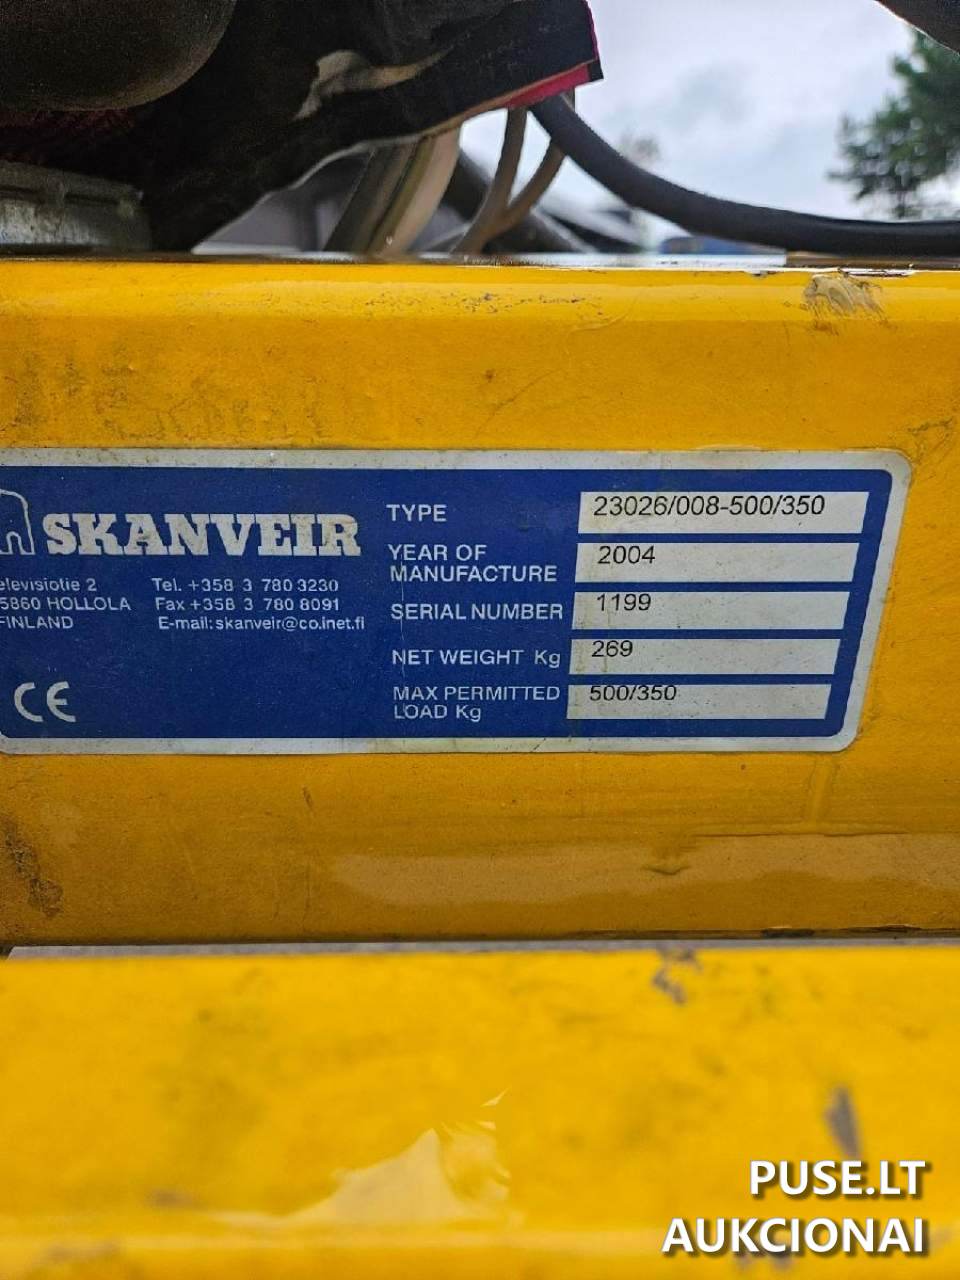 SKANVEIR
elevisiotie 2 Tel. +358 3 780 3230
5860 HOLLOLA Fax +358 3 780 8091
FINLAND E-mail: skanveir@co.inet.fi
CE
TYPE 23026/008-500/350
YEAR OF
MANUFACTURE 2004
SERIAL NUMBER 1199
NET WEIGHT Kg 269
MAX PERMITTED
LOAD Kg 500/350
PUSE.LT
AUKCIONAI